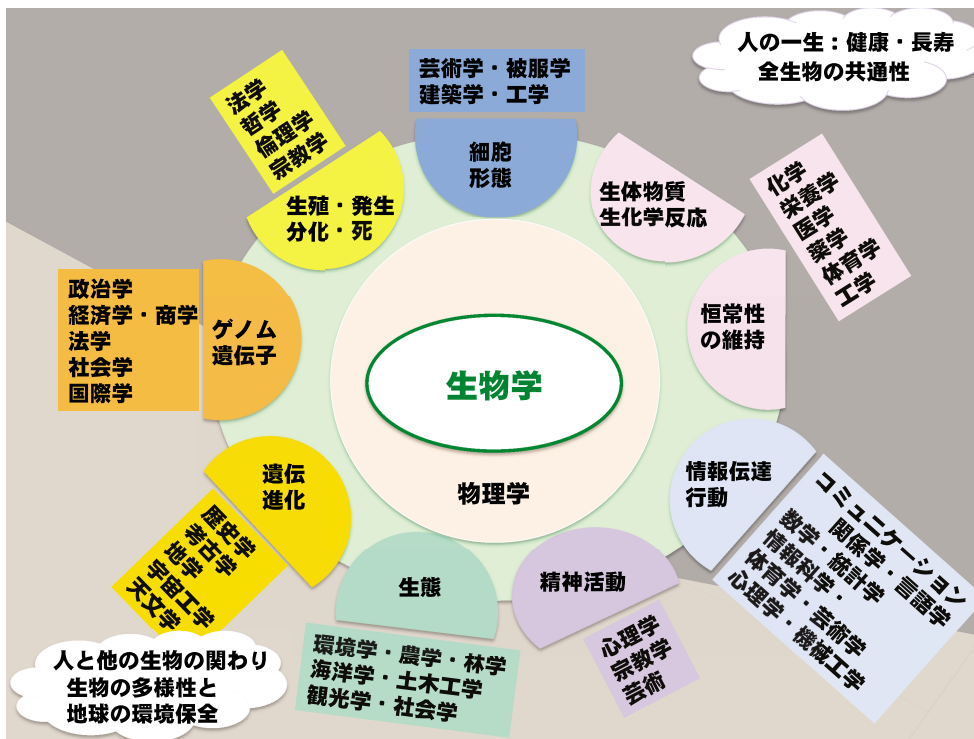 人の一生：健康・長寿
全生物の共通性
芸術学・被服学
建築学・工学
細胞
形態
法学
哲学
倫理学
宗教学
生殖・発生
分化・死
生体物質
生化学反応
化学
栄養学
医学
薬学
体育学
工学
政治学
経済学・商学
法学
社会学
国際学
ゲノム
遺伝子
恒常性
の維持
生物学
物理学
遺伝
進化
歴史学
考古学
地学
宇宙工学
天文学
情報伝達
行動
コミュニケーション
関係学・言語学
数学・統計学
情報科学・
体育学・芸術学
心理学・機械工学
生態
環境学・農学・林学
海洋学・土木工学
観光学・社会学
精神活動
心理学
宗教学
芸術
人と他の生物の関わり
生物の多様性と
地球の環境保全